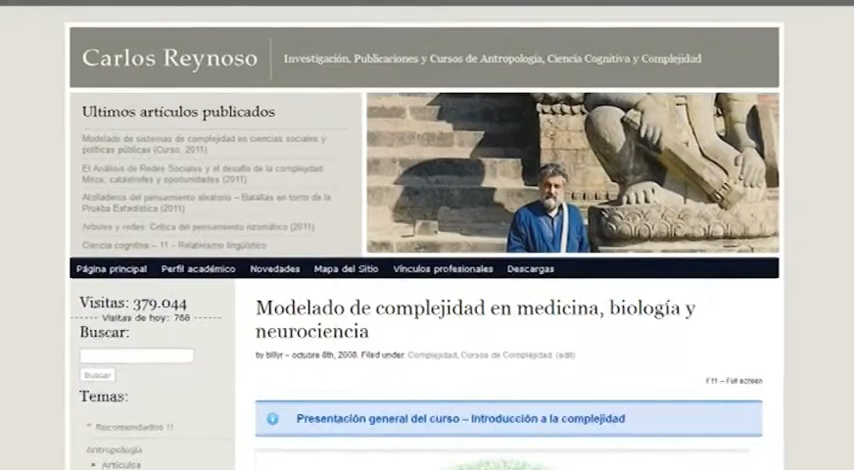 Carlos Reynoso
Investigación, Publicaciones y Cursos de Antropología, Ciencia Cognitiva y Complejidad
Ultimos artículos publicados
Modelado de sistemas de complejidad en ciencias sociales y
políticas públicas (Curso, 2011)
El Análisis de Redes Sociales y el desafío de la complejidad
Mitos, catástrofes y oportunidades (2011)
Atolladeros del pensamiento aleatorio – Batallas en torno de la
Prueba Estadística (2011)
Arboles y redes: Crítica del pensamiento rizomático (2011)
Ciencia cognitiva – 11 – Relativismo lingüístico
Página principal Perfil académico Novedades Mapa del Sitio Vínculos profesionales Descargas
Visitas: 379.044
Visitas de hoy: 768
Buscar:
Buscar
Temas:
Recomendados
Antropología
Artículos
Modelado de complejidad en medicina, biología y
neurociencia
by billyr – octubre 8th, 2008. Filed under: Complejidad, Cursos de Complejidad. (edit)
F11 – Full screen
Presentación general del curso – Introducción a la complejidad